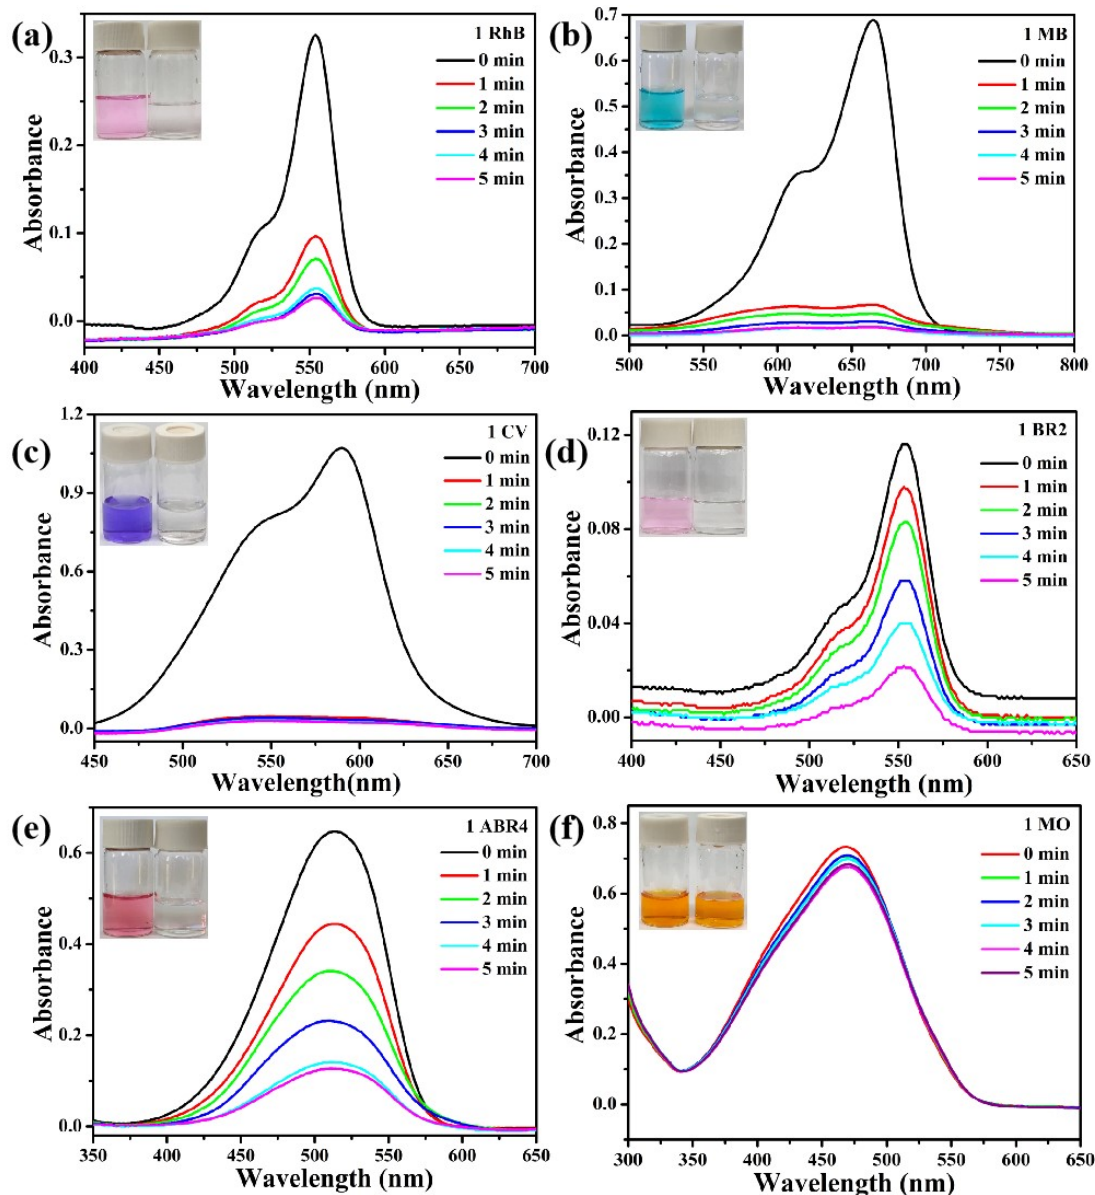 (a)
1 RhB
0 min
1 min
2 min
3 min
4 min
5 min
0.3
0.2
0.1
0.0
Absorbance
400 450 500 550 600 650 700
Wavelength (nm)
(b)
1 MB
0 min
1 min
2 min
3 min
4 min
5 min
0.7
0.6
0.5
0.4
0.3
0.2
0.1
0.0
Absorbance
500 550 600 650 700 750 800
Wavelength (nm)
(c)
1 CV
0 min
1 min
2 min
3 min
4 min
5 min
1.2
0.9
0.6
0.3
0.0
Absorbance
450 500 550 600 650 700
Wavelength(nm)
(d)
1 BR2
0 min
1 min
2 min
3 min
4 min
5 min
0.12
0.08
0.04
0.00
Absorbance
400 450 500 550 600 650
Wavelength (nm)
(e)
1 ABR4
0 min
1 min
2 min
3 min
4 min
5 min
0.6
0.4
0.2
0.0
Absorbance
350 400 450 500 550 600 650
Wavelength (nm)
(f)
1 MO
0 min
1 min
2 min
3 min
4 min
5 min
0.8
0.6
0.4
0.2
0.0
Absorbance
300 350 400 450 500 550 600 650
Wavelength (nm)